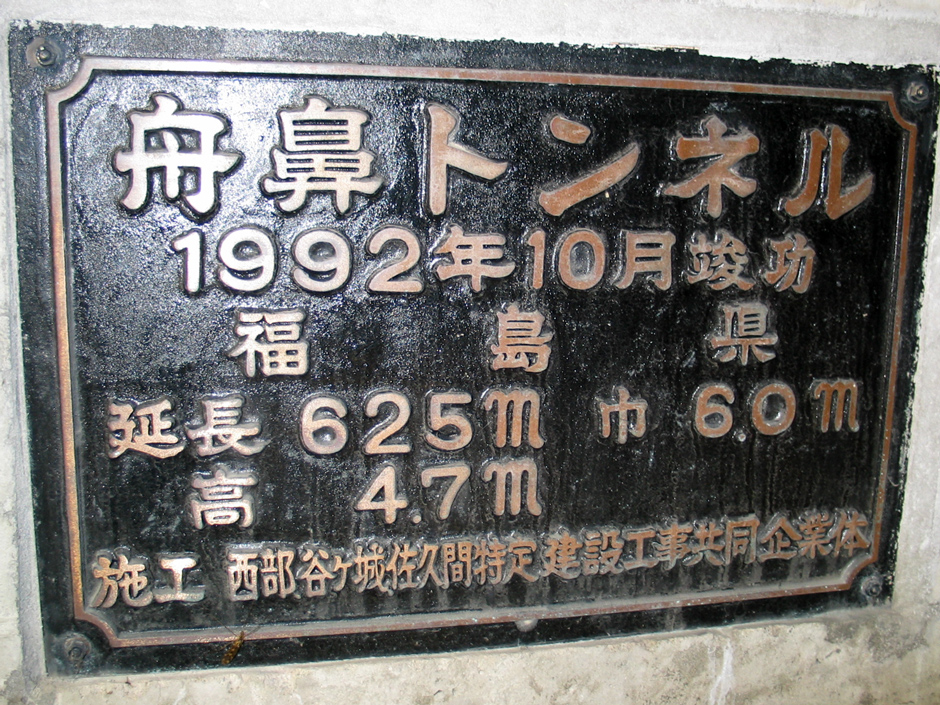 舟鼻トンネル
1992年10月竣功
福島県
延長 625m 巾 6.0m
高 4.7m
施工 西部谷ヶ城佐久間特定建設工事共同企業体